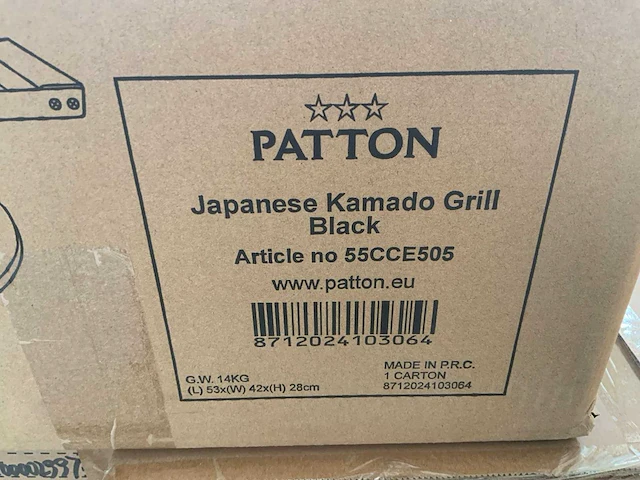 PATTON
Japanese Kamado Grill
Black
Article no 55CCE505
www.patton.eu
8712024103064
G.W. 14KG
(L) 53x(W) 42x(H) 28cm
MADE IN P.R.C.
1 CARTON
8712024103064